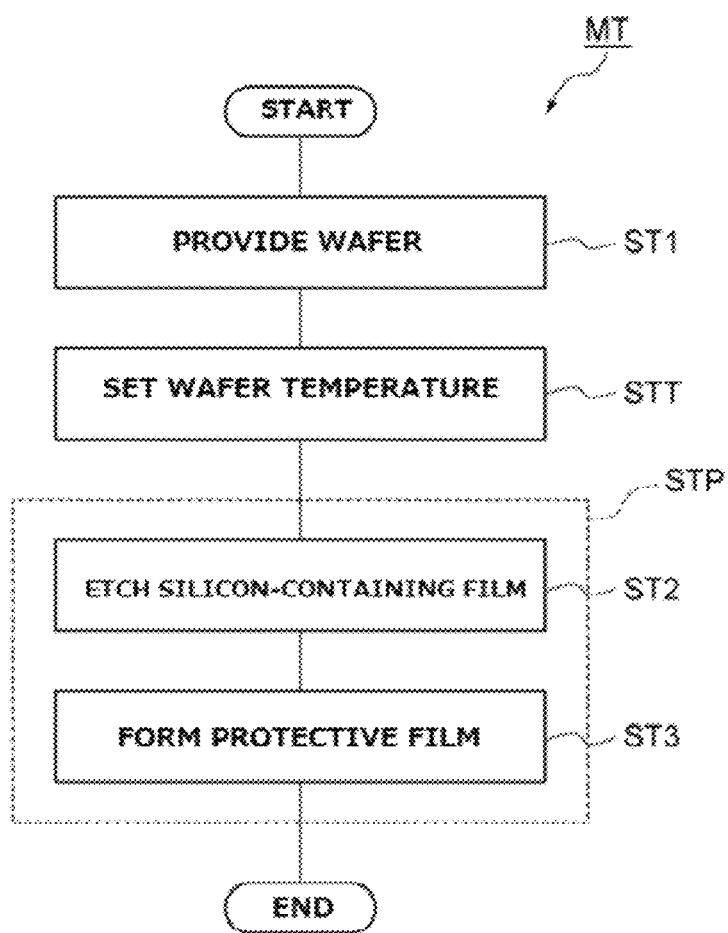 MT
START
PROVIDE WAFER
ST1
SET WAFER TEMPERATURE
STT
STP
ETCH SILICON-CONTAINING FILM
ST2
FORM PROTECTIVE FILM
ST3
END